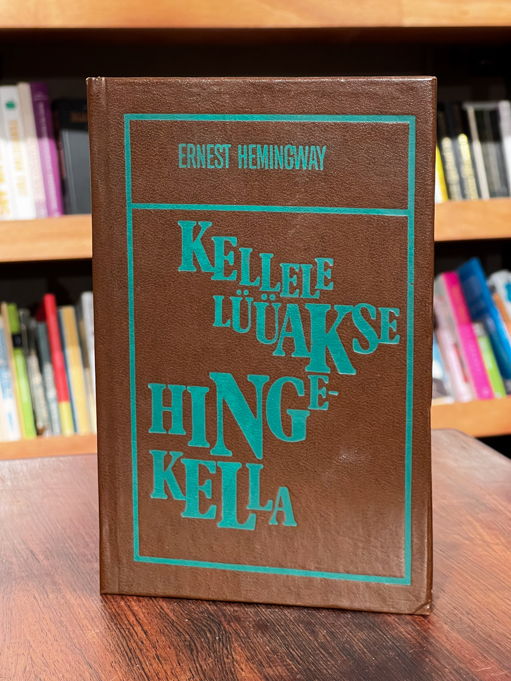 ERNEST HEMINGWAY
KELLELE
LÜÜAKSE
HINGE-
KELLA